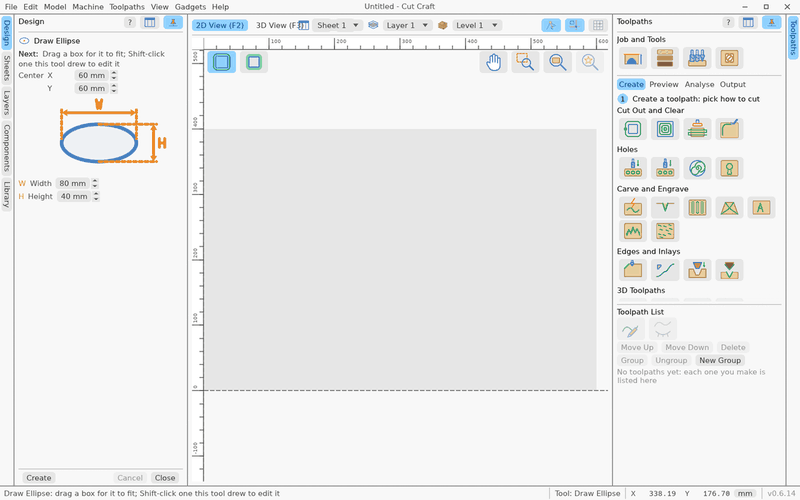 Untitled - Cut Craft
File Edit Model Machine Toolpaths View Gadgets Help
Design
Sheets
Layers
Components
Library
Design
?
Draw Ellipse
Next: Drag a box for it to fit; Shift-click
one this tool drew to edit it
Center X 60 mm
Y 60 mm
W
H
W Width 80 mm
H Height 40 mm
Create Cancel Close
2D View (F2) 3D View (F3) Sheet 1 Layer 1 Level 1
100 200 300 400 500 600
500
400
300
200
100
0
-100
Toolpaths
?
Job and Tools
Create Preview Analyse Output
1 Create a toolpath: pick how to cut
Cut Out and Clear
Holes
Carve and Engrave
A
Edges and Inlays
3D Toolpaths
Toolpath List
Move Up Move Down Delete
Group Ungroup New Group
No toolpaths yet; each one you make is
listed here
Toolpaths
Draw Ellipse: drag a box for it to fit; Shift-click one this tool drew to edit it
Tool: Draw Ellipse X 338.19 Y 176.70 mm v0.6.14